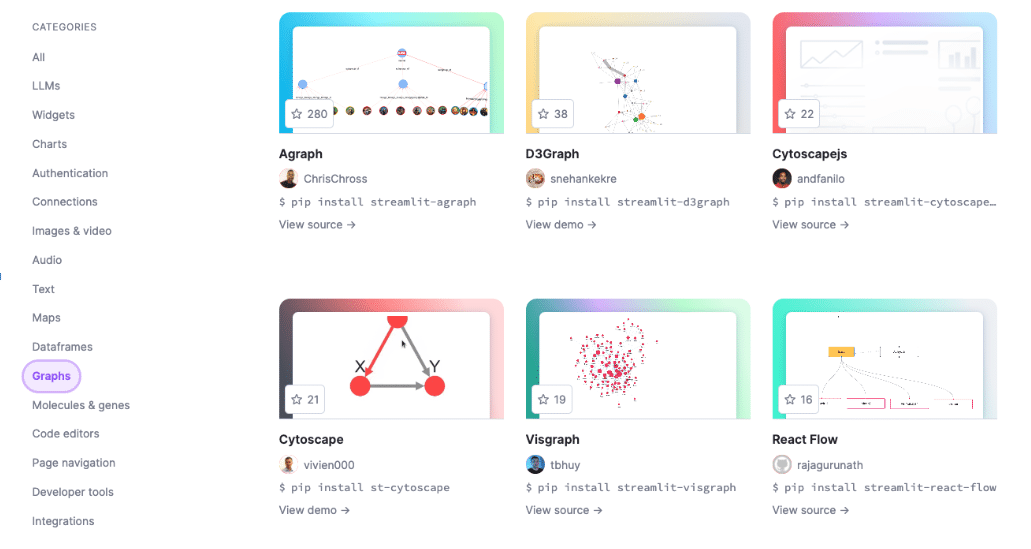 CATEGORIES
All
LLMs
Widgets
Charts
Authentication
Connections
Images & video
Audio
Text
Maps
Dataframes
Graphs
Molecules & genes
Code editors
Page navigation
Developer tools
Integrations
280
Agraph
ChrisChross
$ pip install streamlit-agraph
View source →
38
D3Graph
snehankekre
$ pip install streamlit-d3graph
View demo →
22
Cytoscapejs
andfanilo
$ pip install streamlit-cytoscape…
View source →
X Y
21
Cytoscape
vivien000
$ pip install st-cytoscape
View demo →
19
Visgraph
tbhuy
$ pip install streamlit-visgraph
View source →
16
React Flow
rajagurunath
$ pip install streamlit-react-flow
View source →